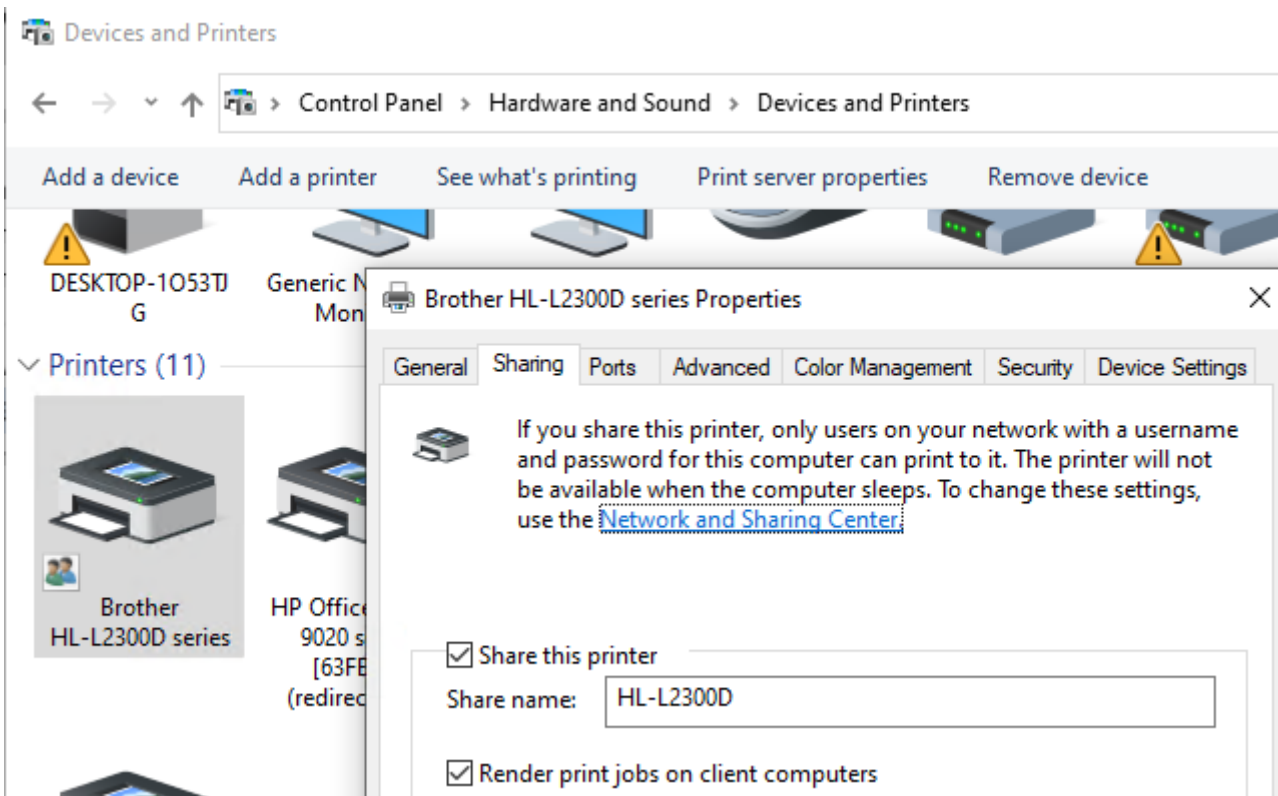 Devices and Printers
Control Panel > Hardware and Sound > Devices and Printers
Add a device Add a printer See what's printing Print server properties Remove device
DESKTOP-1O53TJ
G
Generic N
Mon
Brother HL-L2300D series Properties
Printers (11)
General Sharing Ports Advanced Color Management Security Device Settings
If you share this printer, only users on your network with a username
and password for this computer can print to it. The printer will not
be available when the computer sleeps. To change these settings,
use the Network and Sharing Center.
Brother
HL-L2300D series
HP Office
9020 s
[63FE
(redirec
Share this printer
Share name: HL-L2300D
Render print jobs on client computers